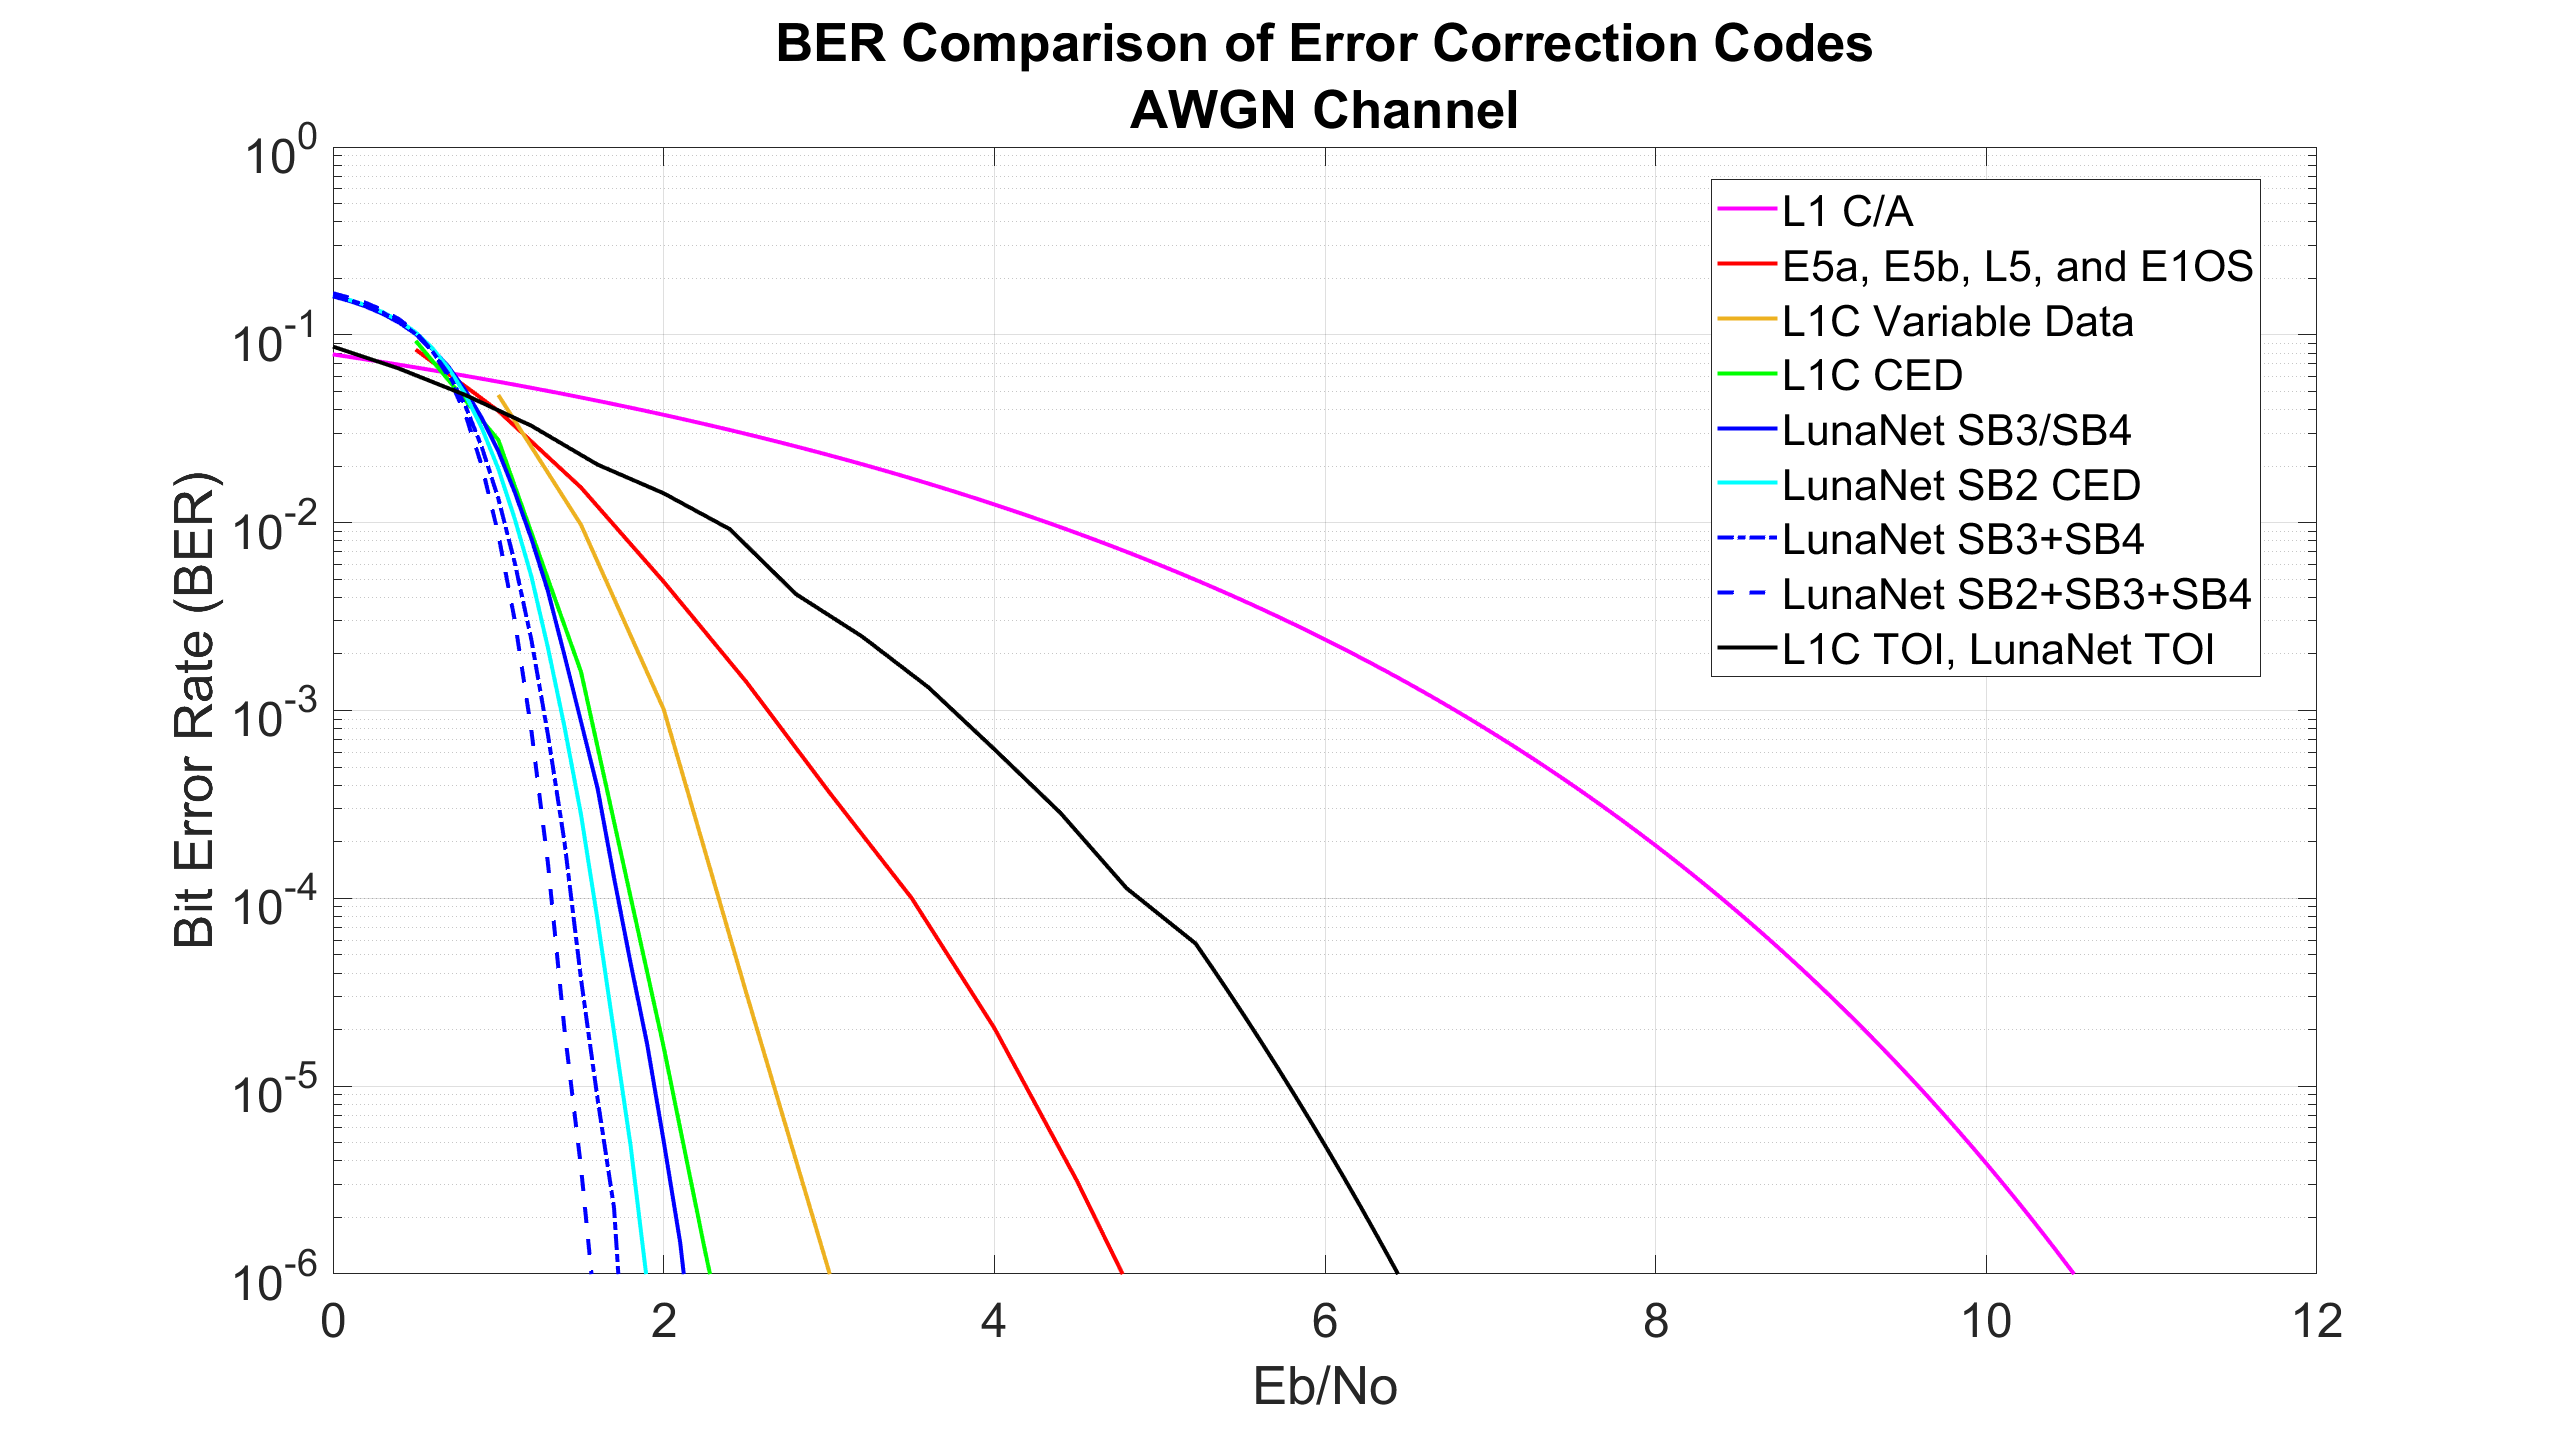 BER Comparison of Error Correction Codes
AWGN Channel
Bit Error Rate (BER)
10^0
10^-1
10^-2
10^-3
10^-4
10^-5
10^-6
L1 C/A
E5a, E5b, L5, and E1OS
L1C Variable Data
L1C CED
LunaNet SB3/SB4
LunaNet SB2 CED
LunaNet SB3+SB4
LunaNet SB2+SB3+SB4
L1C TOI, LunaNet TOI
0 2 4 6 8 10 12
Eb/No